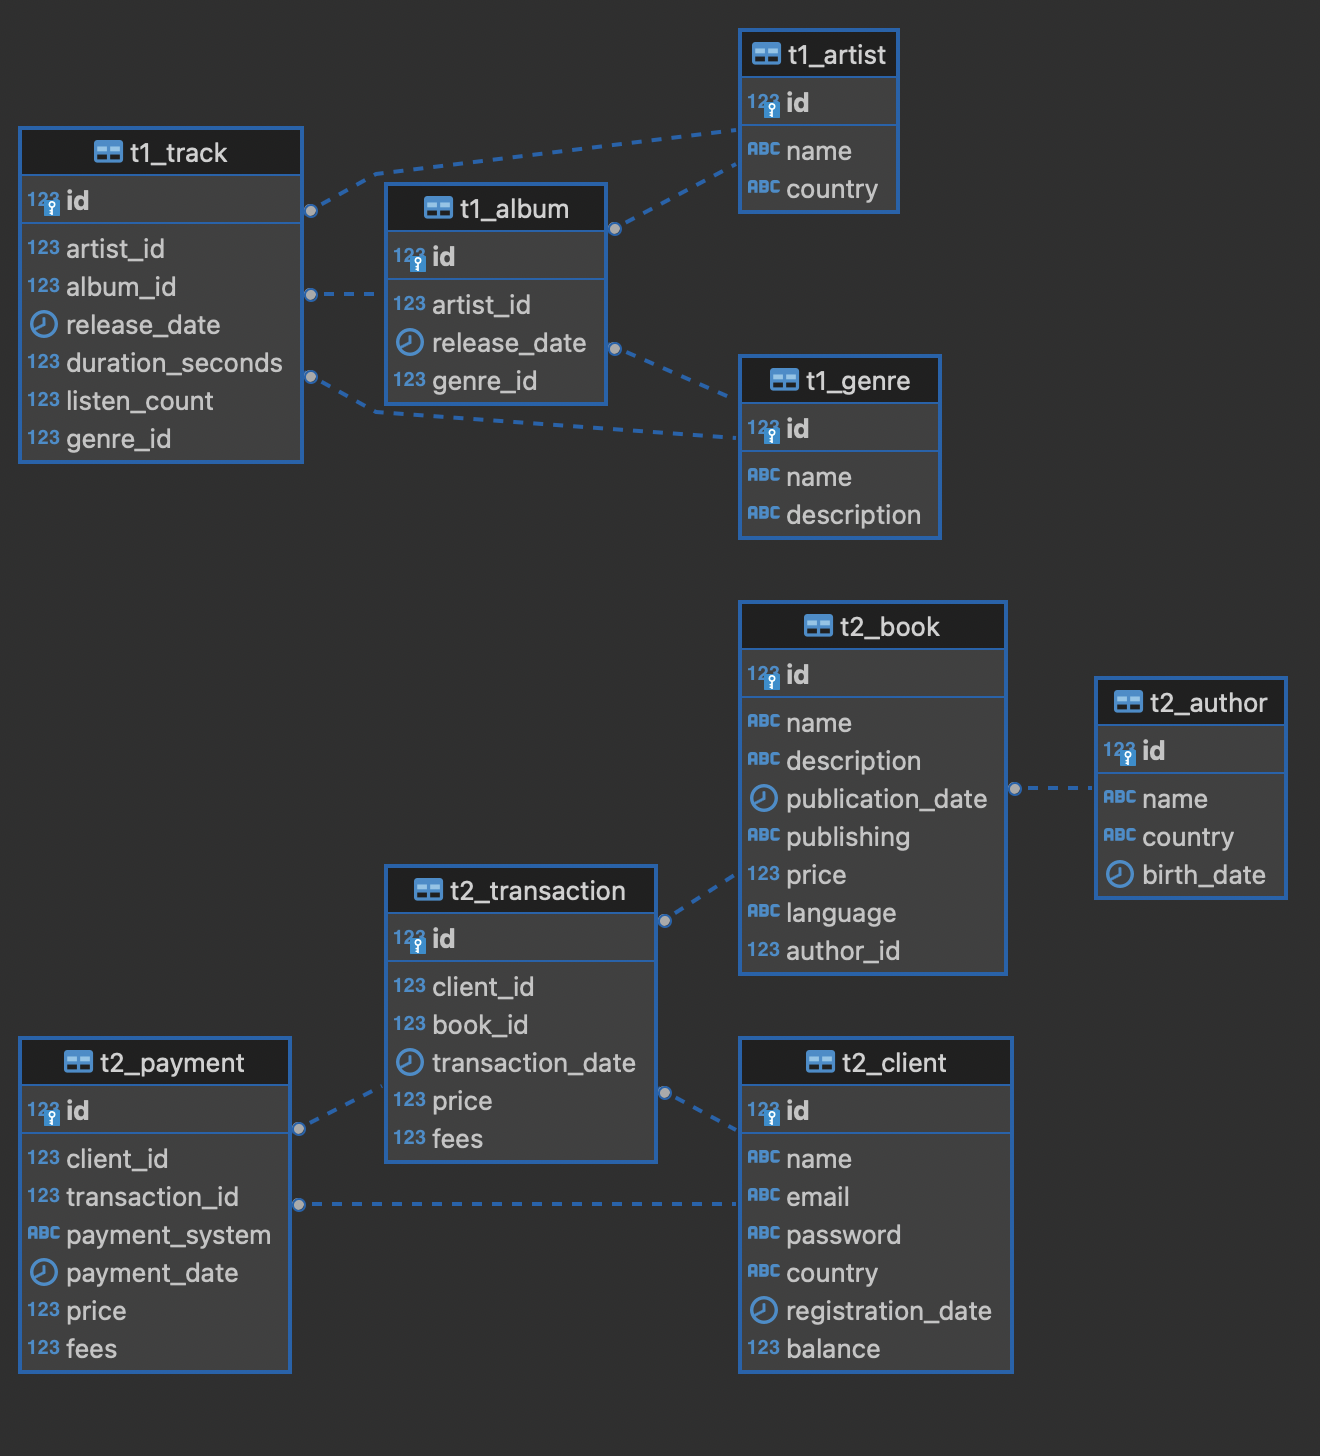 t1_artist
123 id
ABC name
ABC country
t1_track
123 id
123 artist_id
123 album_id
release_date
123 duration_seconds
123 listen_count
123 genre_id
t1_album
123 id
123 artist_id
release_date
123 genre_id
t1_genre
123 id
ABC name
ABC description
t2_book
123 id
ABC name
ABC description
publication_date
ABC publishing
123 price
ABC language
123 author_id
t2_author
123 id
ABC name
ABC country
birth_date
t2_transaction
123 id
123 client_id
123 book_id
transaction_date
123 price
123 fees
t2_payment
123 id
123 client_id
123 transaction_id
ABC payment_system
payment_date
123 price
123 fees
t2_client
123 id
ABC name
ABC email
ABC password
ABC country
registration_date
123 balance